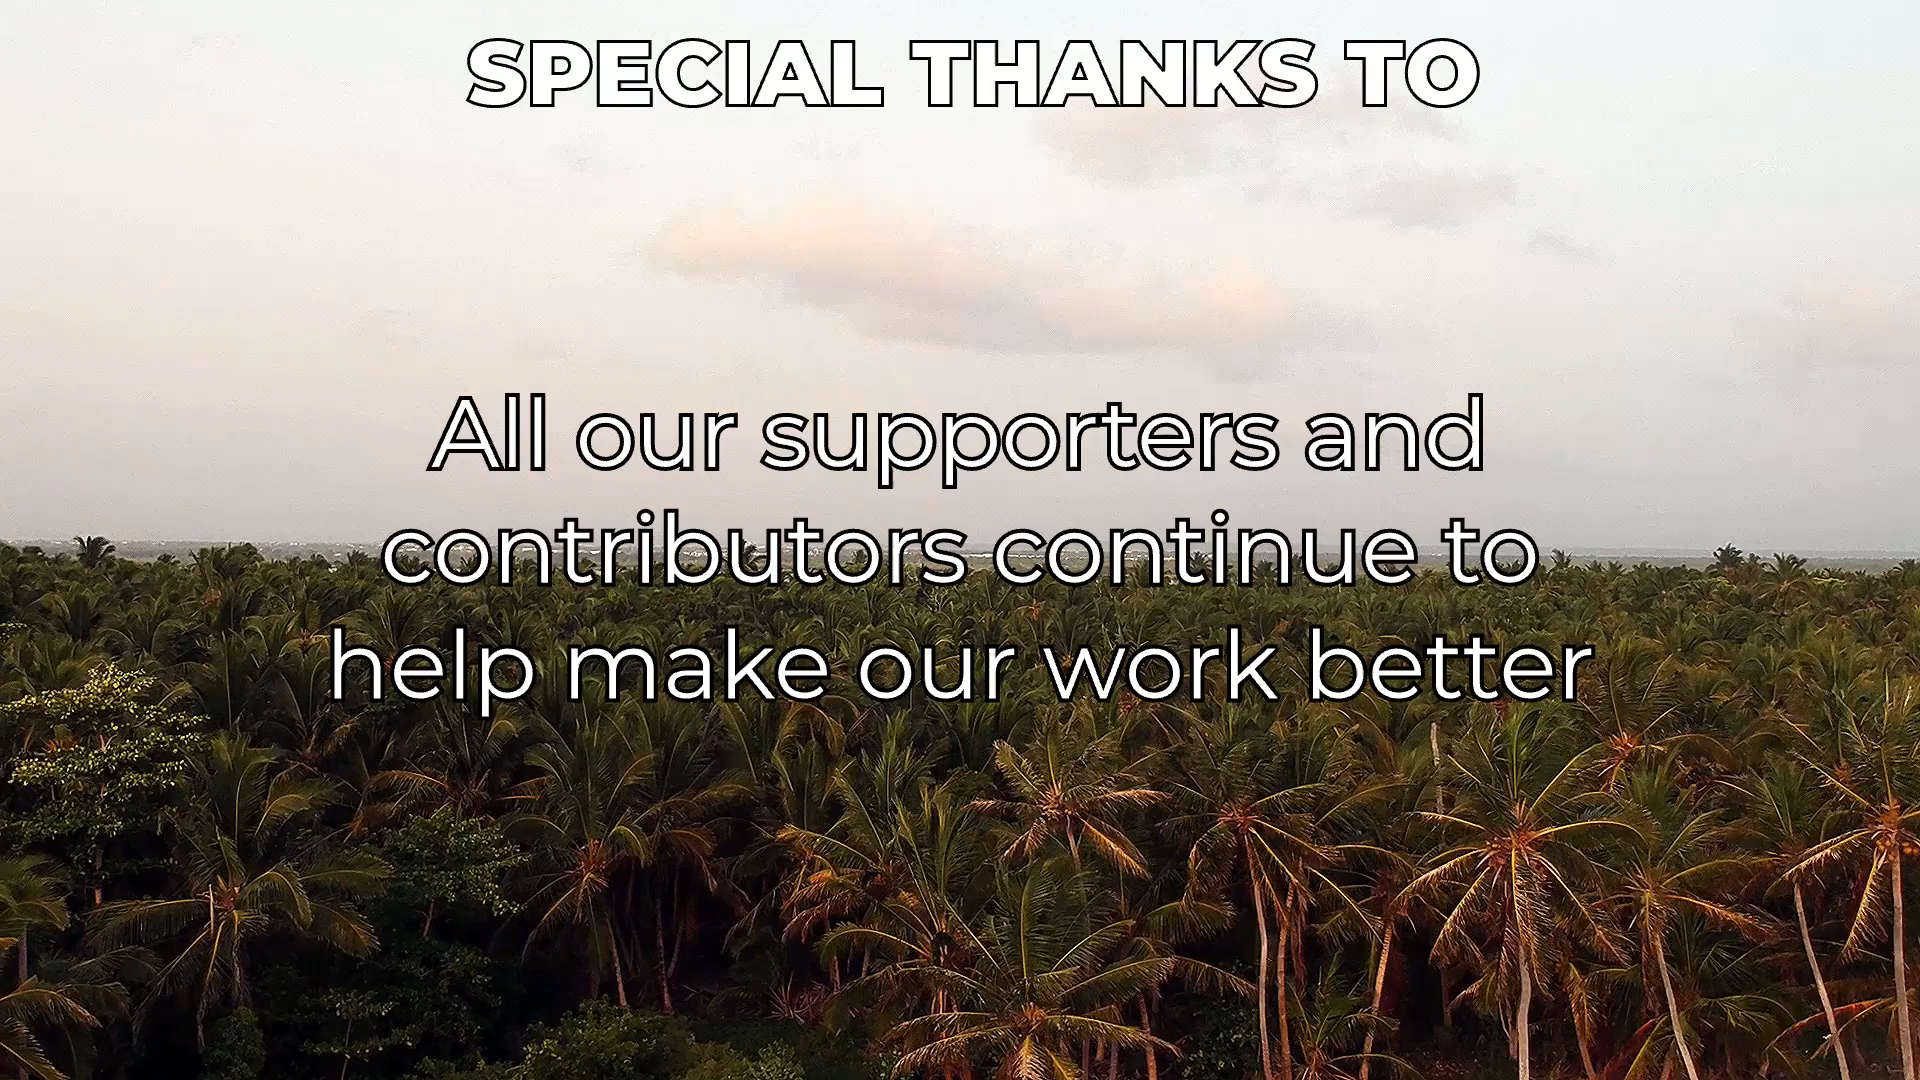 SPECIAL THANKS TO
All our supporters and
contributors continue to
help make our work better